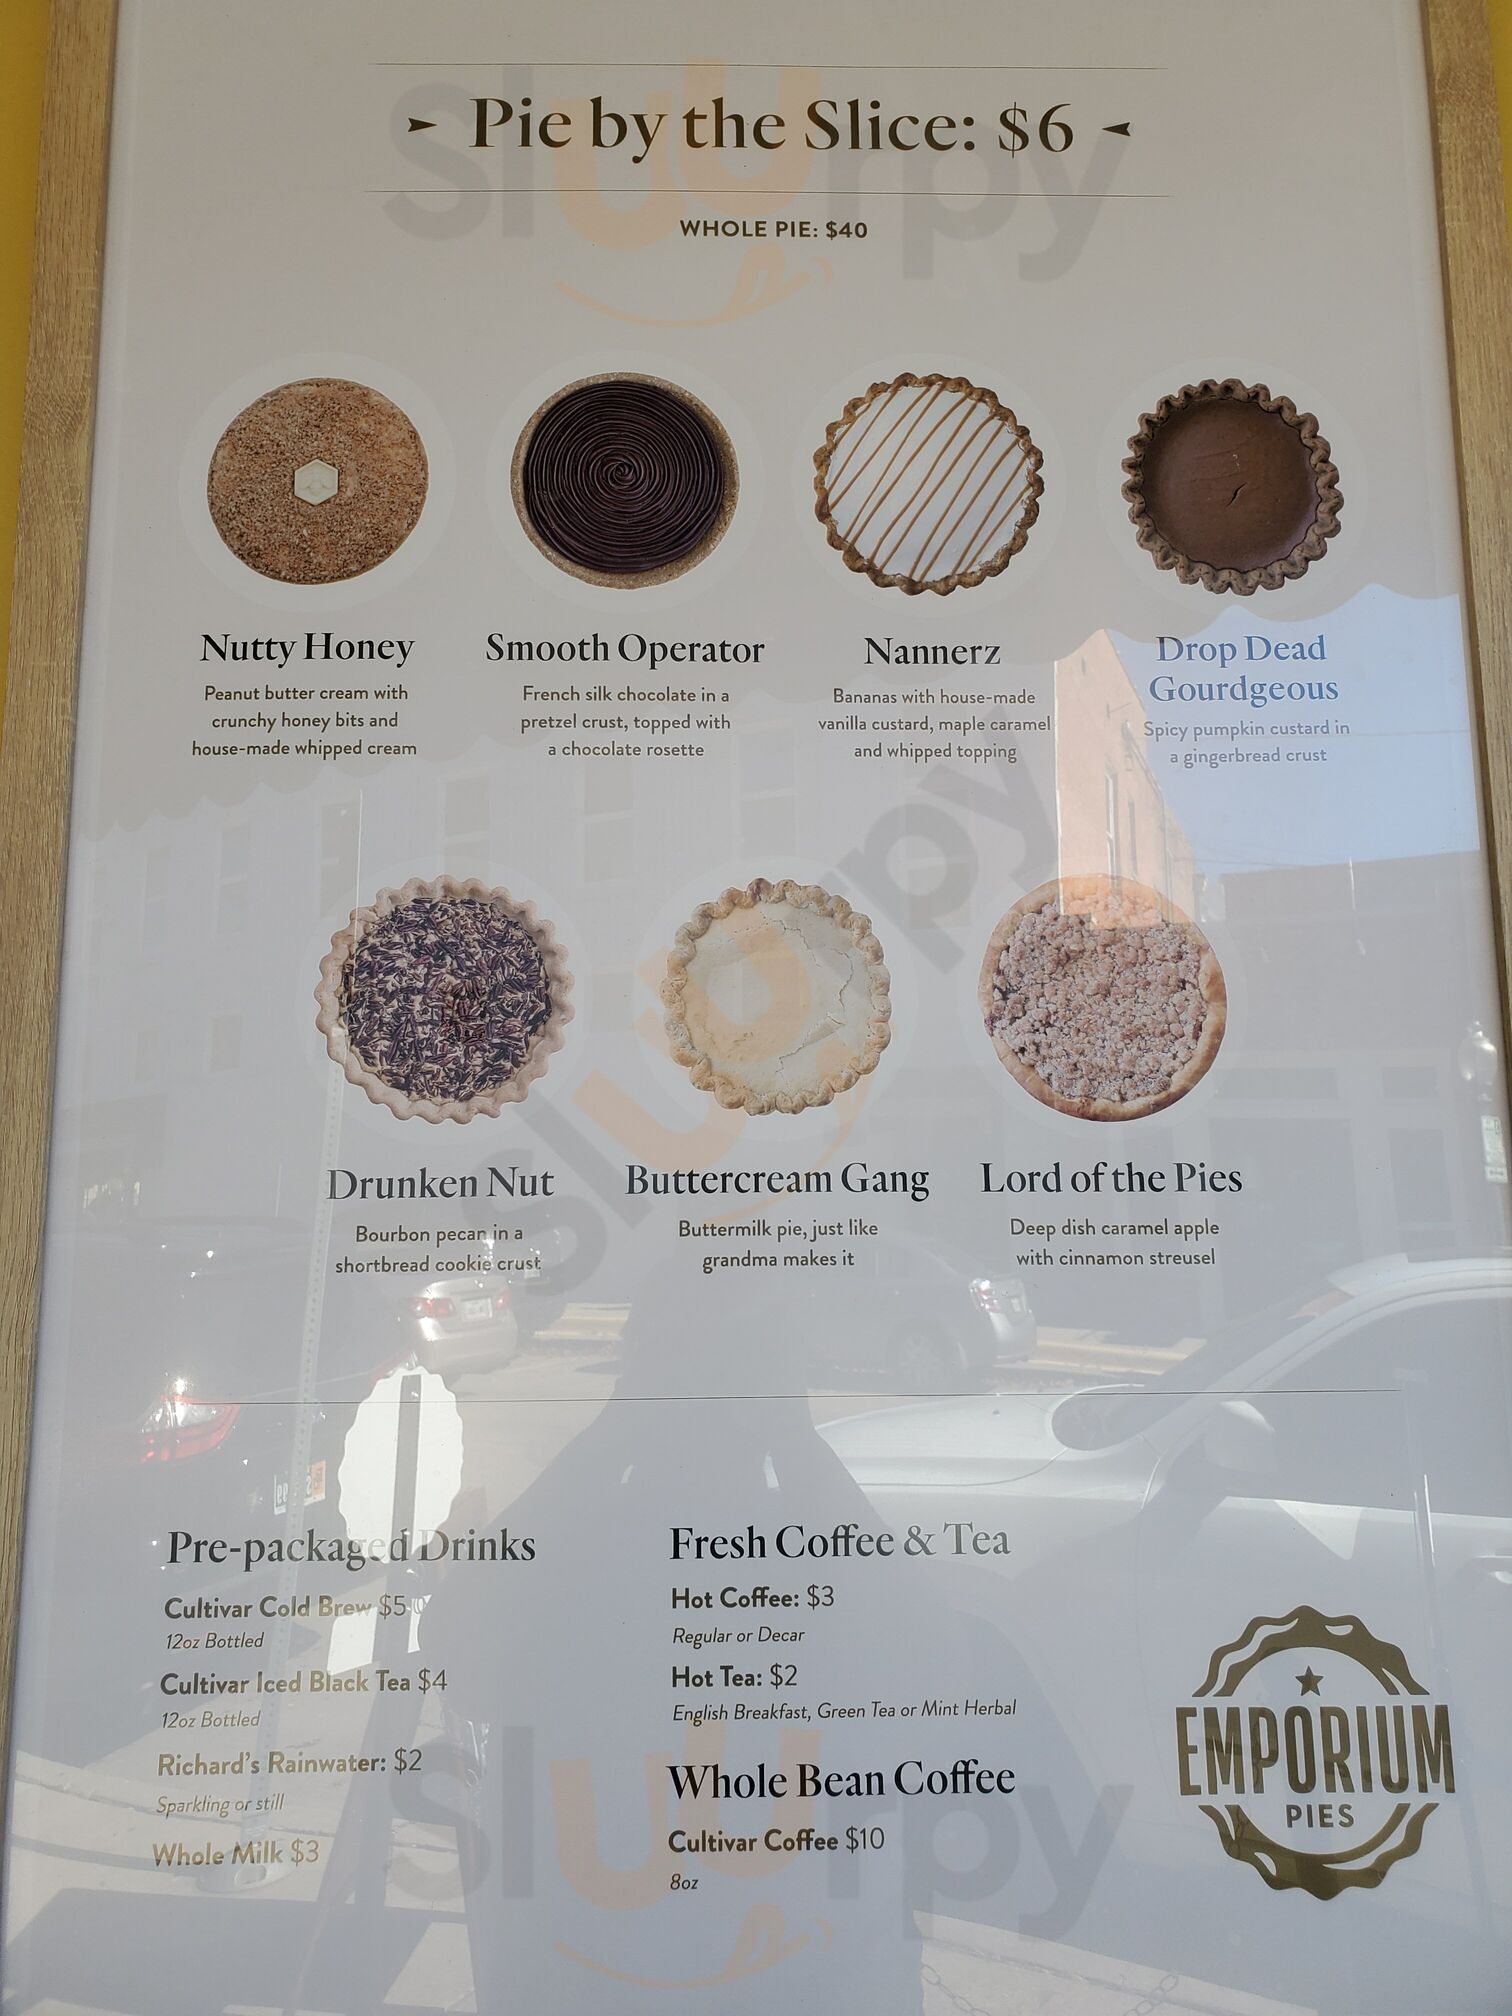 Pie by the Slice: $6
WHOLE PIE: $40
Nutty Honey
Peanut butter cream with
crunchy honey bits and
house-made whipped cream
Smooth Operator
French silk chocolate in a
pretzel crust, topped with
a chocolate rosette
Nannerz
Bananas with house-made
vanilla custard, maple caramel
and whipped topping
Drop Dead
Gourdgeous
Spicy pumpkin custard in
a gingerbread crust
Drunken Nut
Bourbon pecan in a
shortbread cookie crust
Buttercream Gang
Buttermilk pie, just like
grandma makes it
Lord of the Pies
Deep dish caramel apple
with cinnamon streusel
Pre-packaged Drinks
Cultivar Cold Brew $5
12oz Bottled
Cultivar Iced Black Tea $4
12oz Bottled
Richard's Rainwater: $2
Sparkling or still
Whole Milk $3
Fresh Coffee & Tea
Hot Coffee: $3
Regular or Decar
Hot Tea: $2
English Breakfast, Green Tea or Mint Herbal
Whole Bean Coffee
Cultivar Coffee $10
8oz
EMPORIUM
PIES
sluurpy
sluurpy
sluurpy